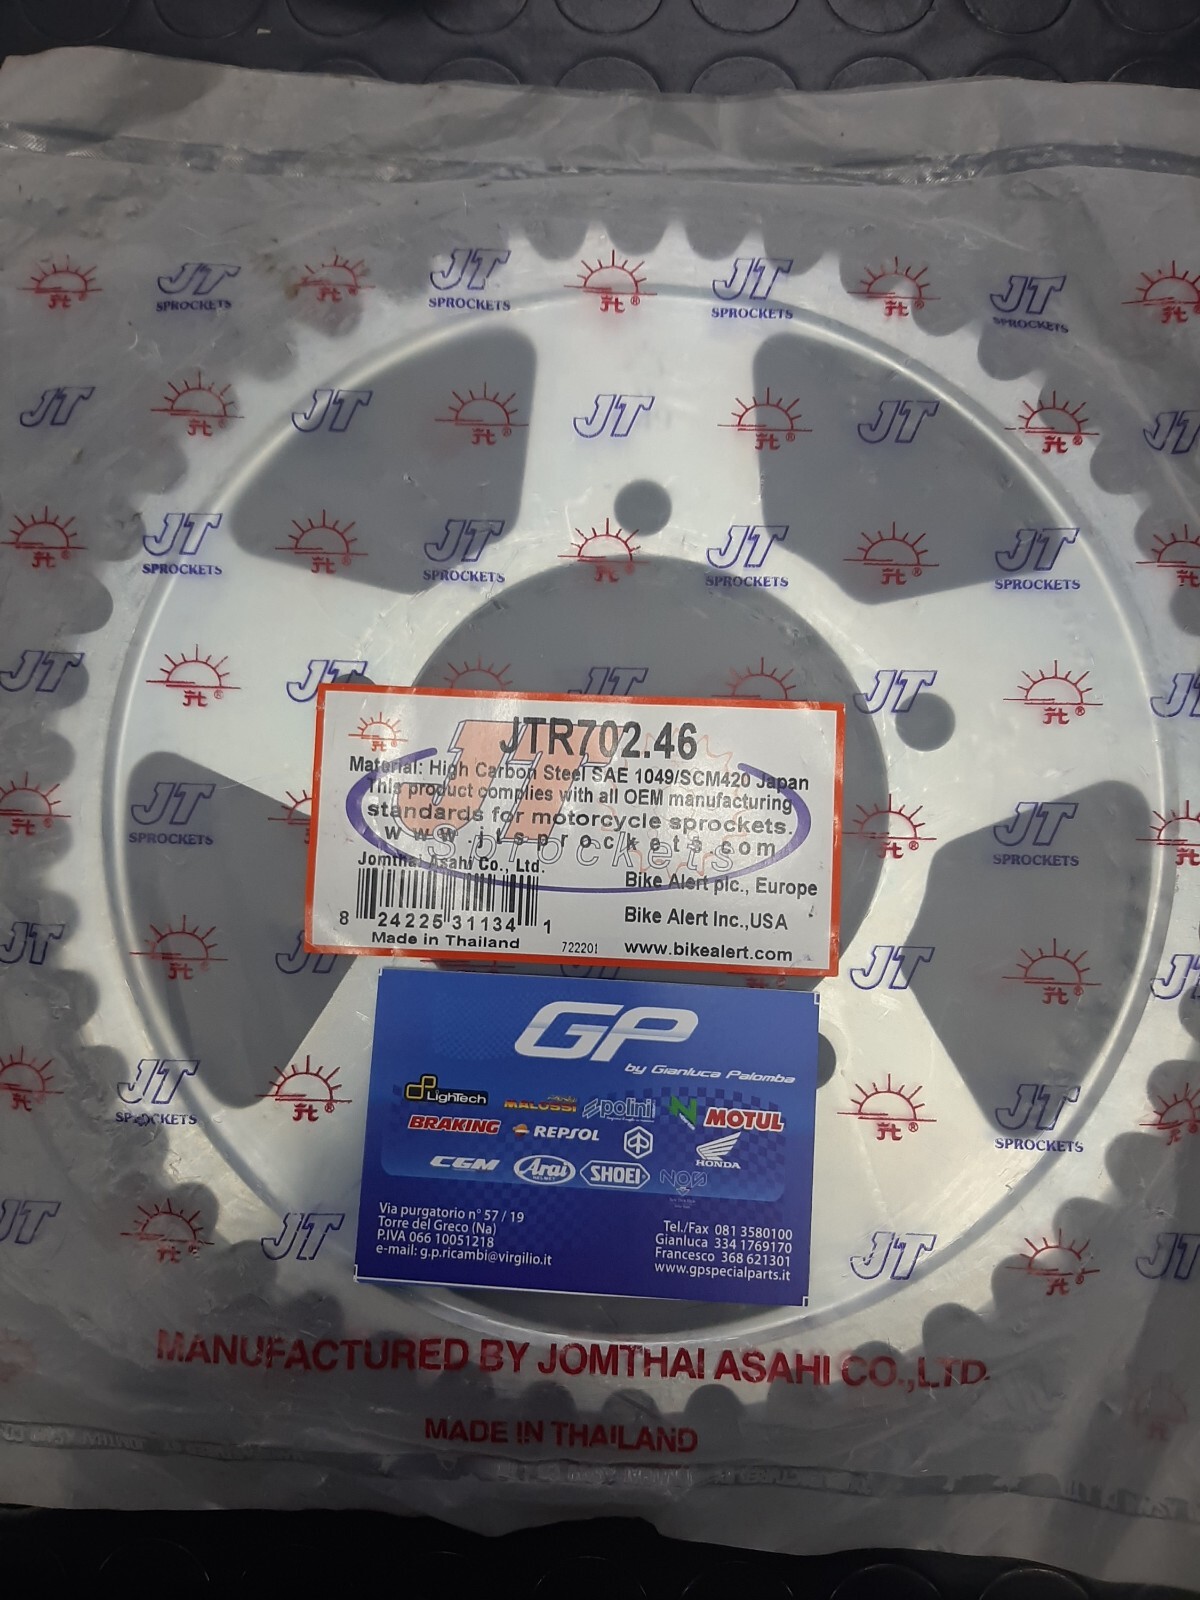 JT SPROCKETS
JTR702.46
Material: High Carbon Steel SAE 1049/SCM420 Japan
This product complies with all OEM manufacturing
standards for motorcycle sprockets.
www.jtsprockets.com
Sprockets
Jomthai Asahi Co., Ltd.
Bike Alert plc., Europe
8 24225 31134 1
Bike Alert Inc.,USA
Made in Thailand
722201
www.bikealert.com
GP
by Gianluca Palomba
LighTech
MALOSSI
polini
MOTUL
BRAKING
REPSOL
HONDA
CGM
Arai
HELMET
SHOEI
NOS
Via purgatorio n° 57 / 19
Torre del Greco (Na)
P.IVA 066 10051218
e-mail: g.p.ricambi@virgilio.it
Tel./Fax 081 3580100
Gianluca 334 1769170
Francesco 368 621301
www.gpspecialparts.it
MANUFACTURED BY JOMTHAI ASAHI CO.,LTD.
MADE IN THAILAND